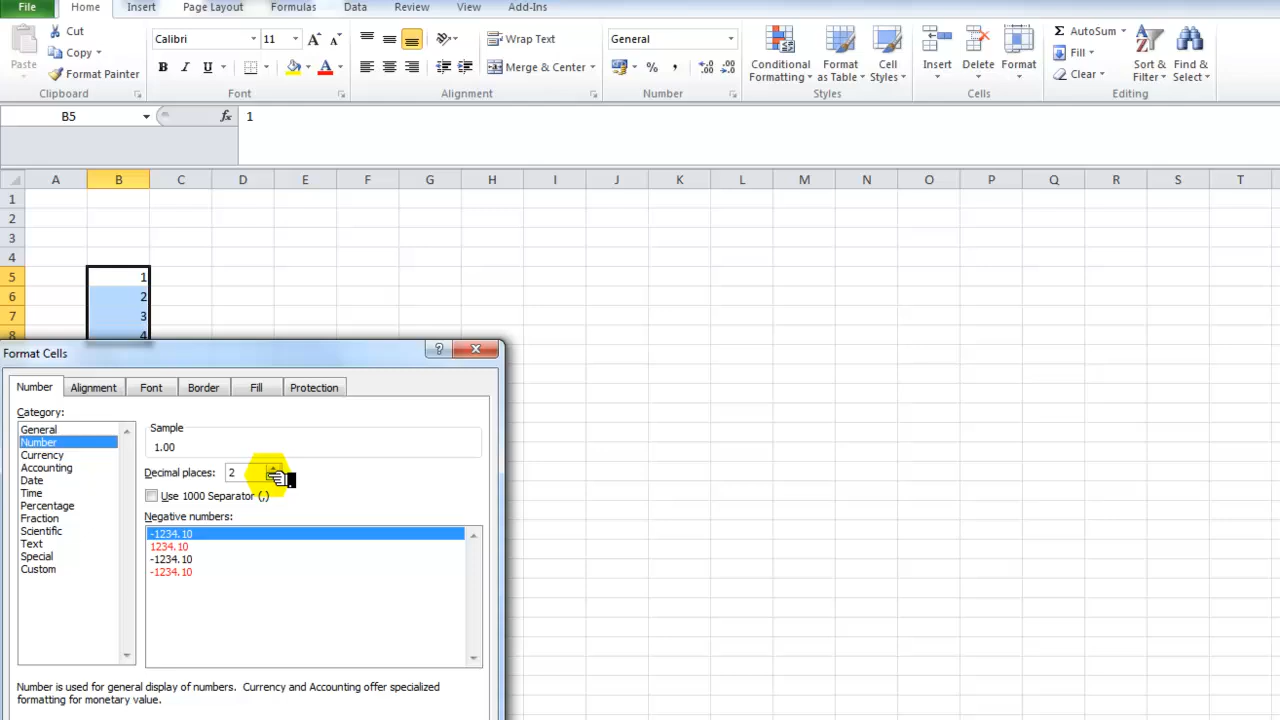 File Home Insert Page Layout Formulas Data Review View Add-Ins
Paste
Cut
Copy
Format Painter
Clipboard
Calibri 11
B I U A
Font
Wrap Text
Merge & Center
Alignment
General
% , .0 .00 .00 .0
Number
Conditional Formatting
Format as Table
Cell Styles
Styles
Insert
Delete
Format
Cells
Σ AutoSum
Fill
Clear
Sort & Filter
Find & Select
Editing
B5 fx 1
A B C D E F G H I J K L M N O P Q R S T
1
2
3
4
5 1
6 2
7 3
8 4
Format Cells ?
Number Alignment Font Border Fill Protection
Category:
General
Number
Currency
Accounting
Date
Time
Percentage
Fraction
Scientific
Text
Special
Custom
Sample
1.00
Decimal places: 2
Use 1000 Separator (,)
Negative numbers:
-1234.10
1234.10
-1234.10
-1234.10
Number is used for general display of numbers. Currency and Accounting offer specialized
formatting for monetary value.